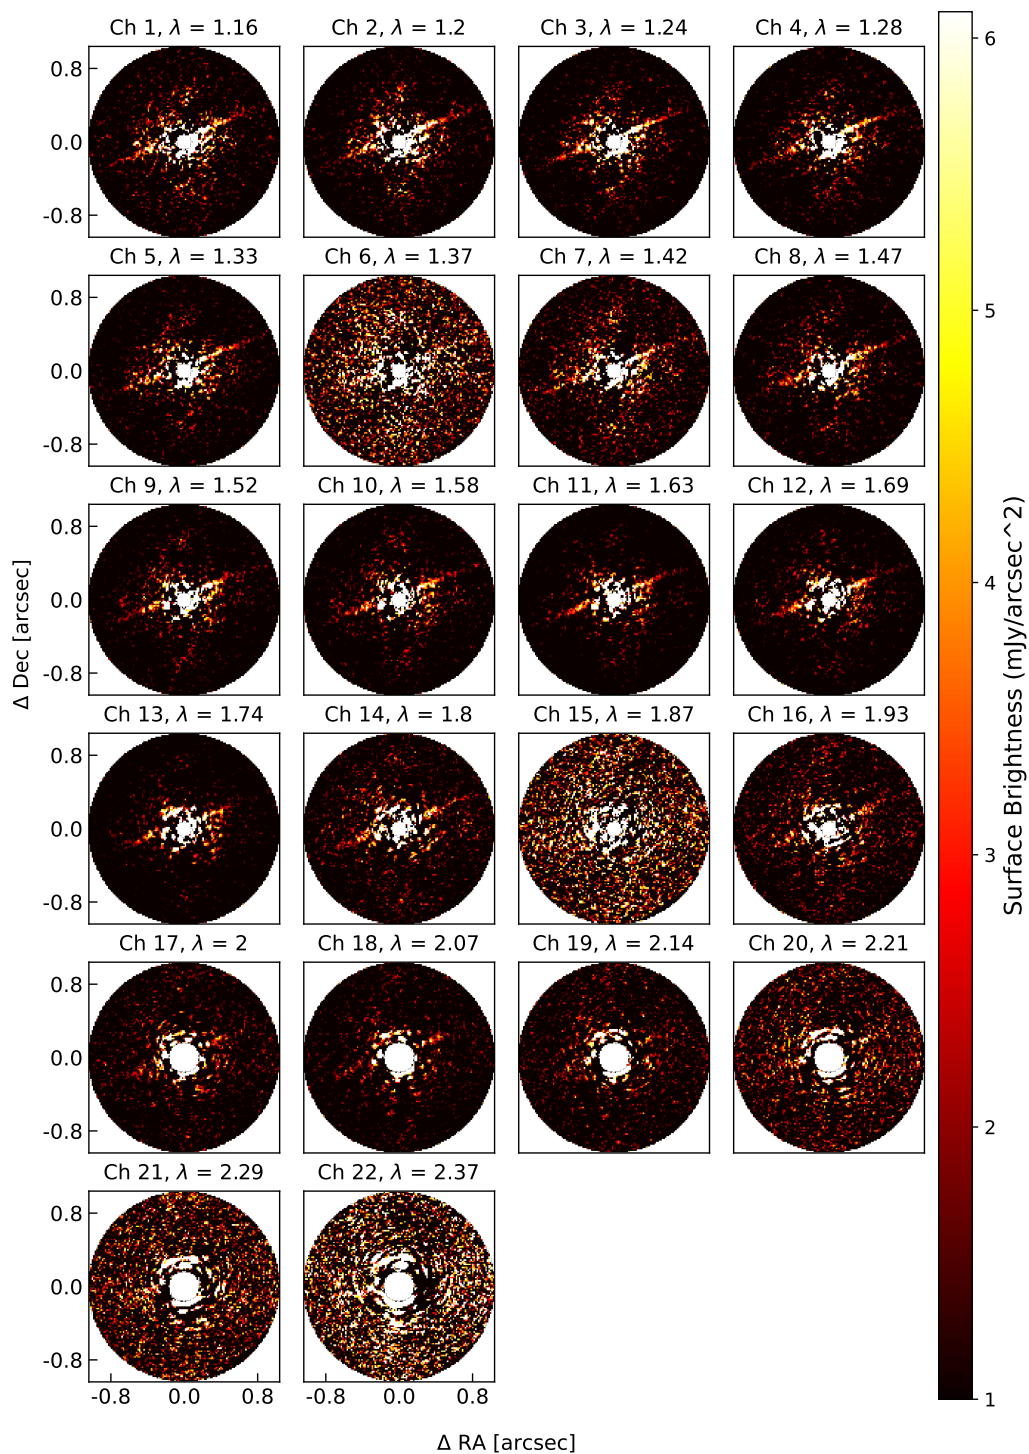 Ch 1, λ = 1.16
Ch 2, λ = 1.2
Ch 3, λ = 1.24
Ch 4, λ = 1.28
0.8
0.0
-0.8
Ch 5, λ = 1.33
Ch 6, λ = 1.37
Ch 7, λ = 1.42
Ch 8, λ = 1.47
0.8
0.0
-0.8
Ch 9, λ = 1.52
Ch 10, λ = 1.58
Ch 11, λ = 1.63
Ch 12, λ = 1.69
0.8
0.0
-0.8
Ch 13, λ = 1.74
Ch 14, λ = 1.8
Ch 15, λ = 1.87
Ch 16, λ = 1.93
0.8
0.0
-0.8
Ch 17, λ = 2
Ch 18, λ = 2.07
Ch 19, λ = 2.14
Ch 20, λ = 2.21
0.8
0.0
-0.8
Ch 21, λ = 2.29
Ch 22, λ = 2.37
0.8
0.0
-0.8
-0.8 0.0 0.8
-0.8 0.0 0.8
Δ Dec [arcsec]
Δ RA [arcsec]
6
5
4
3
2
1
Surface Brightness (mJy/arcsec^2)